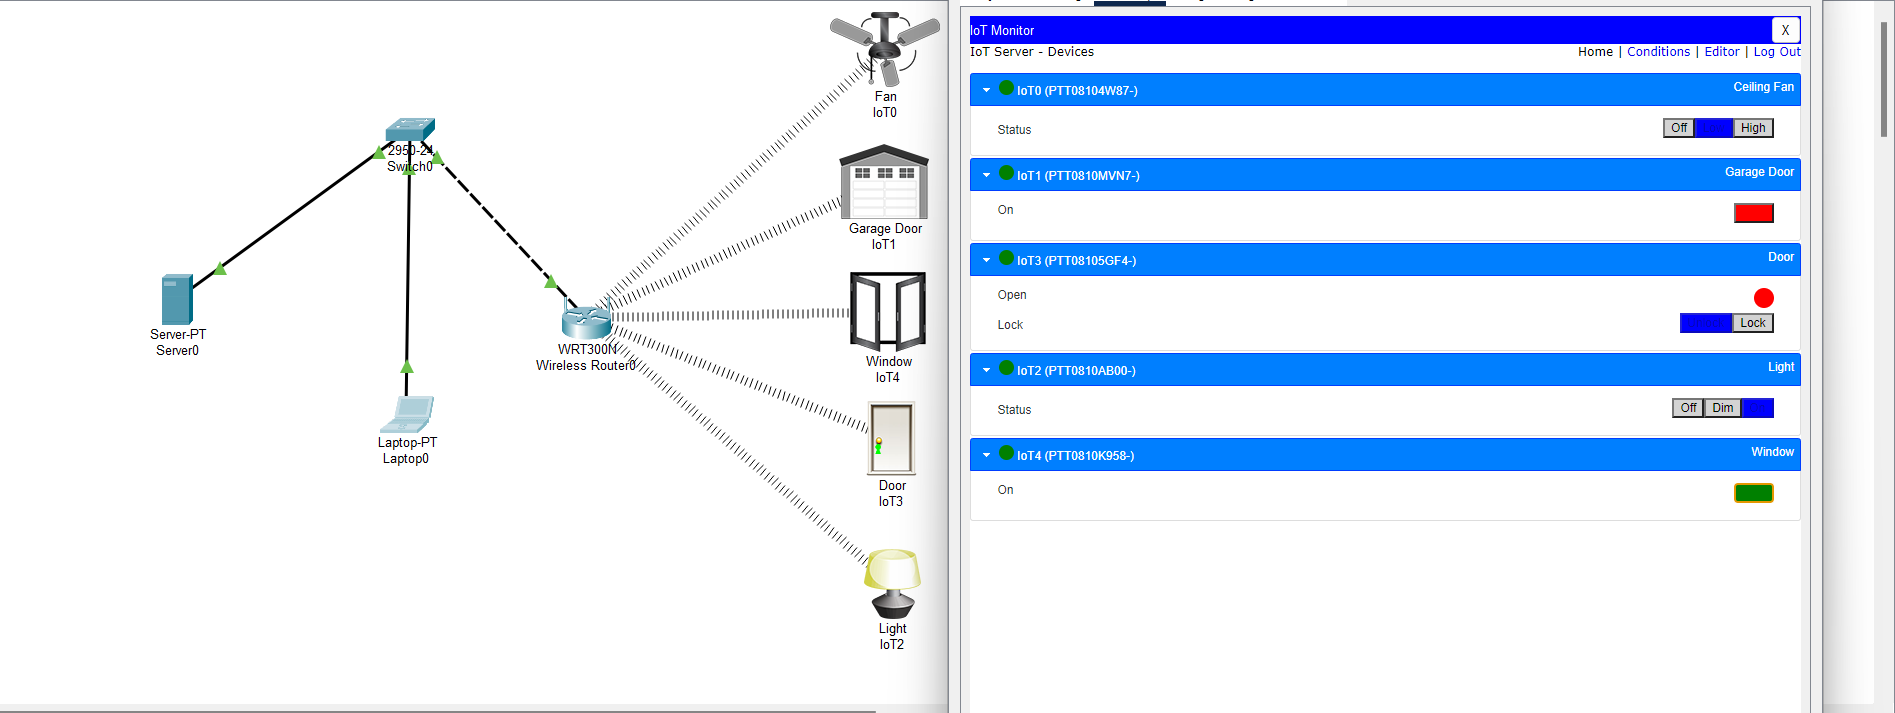 Fan
IoT0
2950-24
Switch0
Garage Door
IoT1
Server-PT
Server0
WRT300N
Wireless Router0
Window
IoT4
Laptop-PT
Laptop0
Door
IoT3
Light
IoT2
IoT Monitor
X
IoT Server - Devices
Home | Conditions | Editor | Log Out
IoT0 (PTT08104W87-)
Ceiling Fan
Status
Off
High
IoT1 (PTT0810MVN7-)
Garage Door
On
IoT3 (PTT08105GF4-)
Door
Open
Lock
Lock
IoT2 (PTT0810AB00-)
Light
Status
Off
Dim
IoT4 (PTT0810K958-)
Window
On